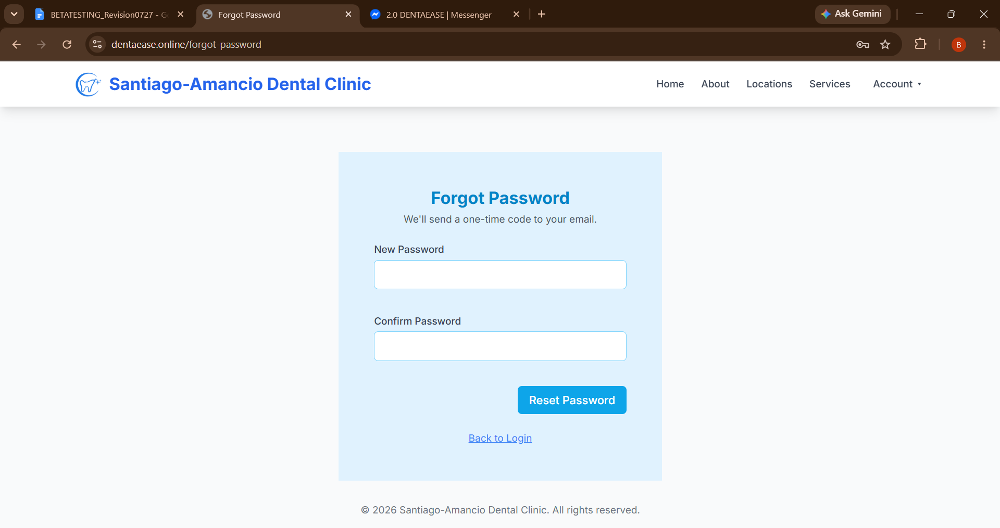 BETATESTING_Revision0727 - G
Forgot Password
2.0 DENTAEASE | Messenger
Ask Gemini
dentaease.online/forgot-password
B
Santiago-Amancio Dental Clinic
Home
About
Locations
Services
Account
Forgot Password
We'll send a one-time code to your email.
New Password
Confirm Password
Reset Password
Back to Login
© 2026 Santiago-Amancio Dental Clinic. All rights reserved.